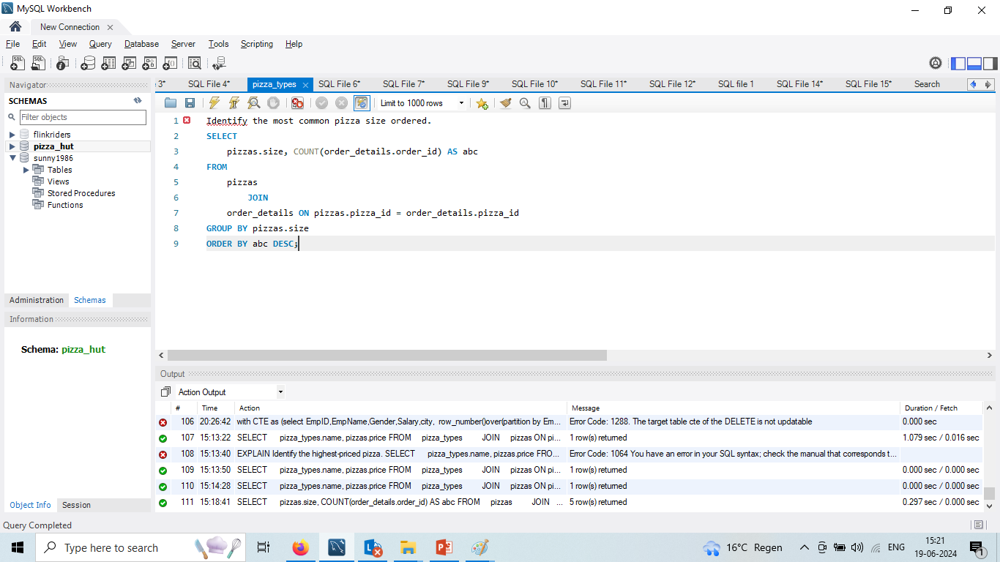 MySQL Workbench
New Connection
File Edit View Query Database Server Tools Scripting Help
Navigator
SCHEMAS
Filter objects
flinkriders
pizza_hut
sunny1986
Tables
Views
Stored Procedures
Functions
Administration Schemas
Information
Schema: pizza_hut
Object Info Session
3* SQL File 4* pizza_types SQL File 6* SQL File 7* SQL File 9* SQL File 10* SQL File 11* SQL File 12* SQL file 1 SQL File 14* SQL File 15* Search
Limit to 1000 rows
1 Identify the most common pizza size ordered.
2 SELECT
3 pizzas.size, COUNT(order_details.order_id) AS abc
4 FROM
5 pizzas
6 JOIN
7 order_details ON pizzas.pizza_id = order_details.pizza_id
8 GROUP BY pizzas.size
9 ORDER BY abc DESC;
Output
Action Output
# Time Action Message Duration / Fetch
106 20:26:42 with CTE as (select EmpID,EmpName,Gender,Salary,city, row_number()over(partition by Em... Error Code: 1288. The target table cte of the DELETE is not updatable 0.000 sec
107 15:13:22 SELECT pizza_types.name, pizzas.price FROM pizza_types JOIN pizzas ON pi... 1 row(s) returned 1.079 sec / 0.016 sec
108 15:13:40 EXPLAIN Identify the highest-priced pizza. SELECT pizza_types.name, pizzas.price FRO... Error Code: 1064 You have an error in your SQL syntax; check the manual that corresponds t...
109 15:13:50 SELECT pizza_types.name, pizzas.price FROM pizza_types JOIN pizzas ON pi... 1 row(s) returned 0.000 sec / 0.000 sec
110 15:14:28 SELECT pizza_types.name, pizzas.price FROM pizza_types JOIN pizzas ON pi... 1 row(s) returned 0.000 sec / 0.000 sec
111 15:18:41 SELECT pizzas.size, COUNT(order_details.order_id) AS abc FROM pizzas JOIN ... 5 row(s) returned 0.297 sec / 0.000 sec
Query Completed
Type here to search
16°C Regen
ENG
15:21
19-06-2024
1